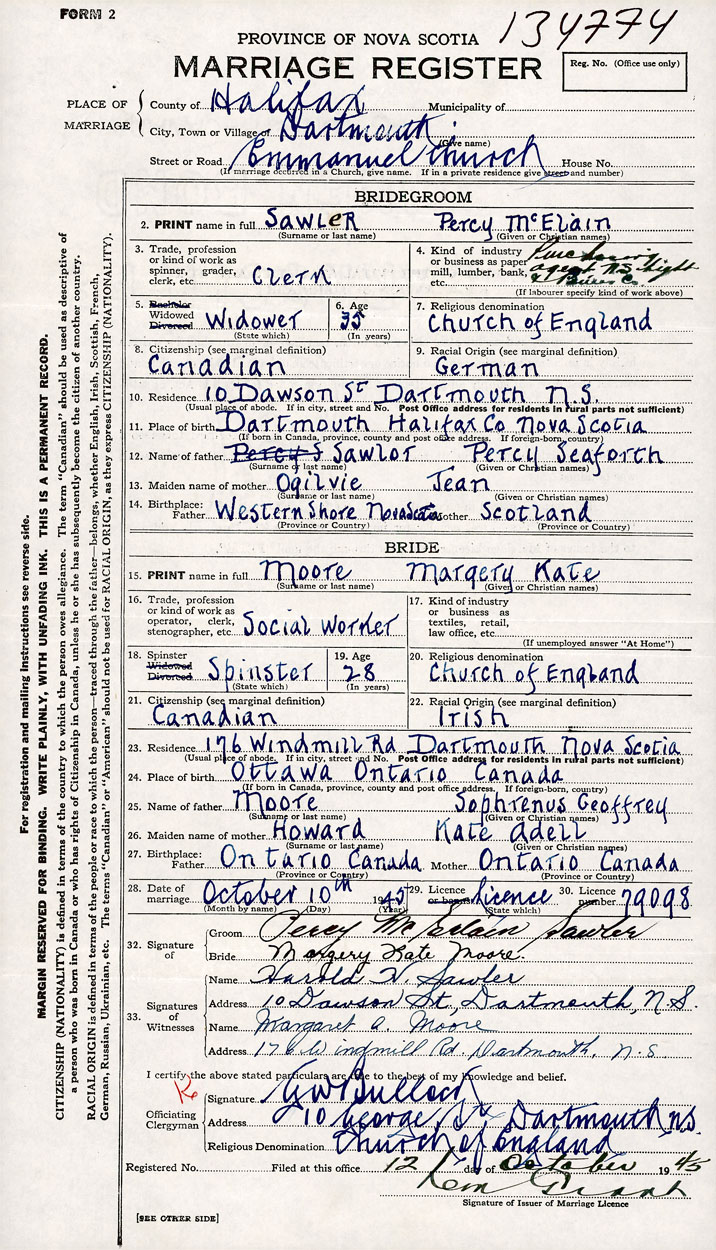 FORM 2
134774
PROVINCE OF NOVA SCOTIA
MARRIAGE REGISTER
Reg. No. (Office use only)
PLACE OF MARRIAGE
County of Halifax Municipality of
City, Town or Village of Dartmouth
(Give name)
Street or Road Emmanuel Church House No.
(If marriage occurred in a Church, give name. If in a private residence give street and number)
BRIDEGROOM
2. PRINT name in full Sawler Percy McElain
(Surname or last name) (Given or Christian names)
3. Trade, profession or kind of work as spinner, grader, clerk, etc. Clerk
4. Kind of industry or business as paper mill, lumber, bank, etc. Purchasing agent N.S. Light & Power Co.
(If labourer specify kind of work above)
5. Bachelor Widowed Divorced Widower
(State which)
6. Age 35
(In years)
7. Religious denomination
Church of England
8. Citizenship (see marginal definition)
Canadian
9. Racial Origin (see marginal definition)
German
10. Residence 10 Dawson St Dartmouth N.S.
(Usual place of abode. If in city, street and No. Post Office address for residents in rural parts not sufficient)
11. Place of birth Dartmouth Halifax Co Nova Scotia
(If born in Canada, province, county and post office address. If foreign-born, country)
12. Name of father Percy S Sawlor Percy Seaforth
(Surname or last name) (Given or Christian names)
13. Maiden name of mother Ogilvie Jean
(Surname or last name) (Given or Christian names)
14. Birthplace: Father Western Shore Nova Scotia Mother Scotland
(Province or Country) (Province or Country)
BRIDE
15. PRINT name in full Moore Margery Kate
(Surname or last name) (Given or Christian names)
16. Trade, profession or kind of work as operator, clerk, stenographer, etc. Social Worker
17. Kind of industry or business as textiles, retail, law office, etc.
(If unemployed answer "At Home")
18. Spinster Widowed Divorced Spinster
(State which)
19. Age 28
(In years)
20. Religious denomination
Church of England
21. Citizenship (see marginal definition)
Canadian
22. Racial Origin (see marginal definition)
Irish
23. Residence 176 Windmill Rd Dartmouth Nova Scotia
(Usual place of abode. If in city, street and No. Post Office address for residents in rural parts not sufficient)
24. Place of birth Ottawa Ontario Canada
(If born in Canada, province, county and post office address. If foreign-born, country)
25. Name of father Moore Sophrenus Geoffrey
(Surname or last name) (Given or Christian names)
26. Maiden name of mother Howard Kate Adell
(Surname or last name) (Given or Christian names)
27. Birthplace: Father Ontario Canada Mother Ontario Canada
(Province or Country) (Province or Country)
28. Date of marriage October 10th 1945
(Month by name) (Day) (Year)
29. Licence or banns Licence
(State which)
30. Licence number 79098
32. Signature of
Groom Percy McElain Sawler
Bride Margery Kate Moore.
33. Signatures of Witnesses
Name Harold H. Sawler
Address 10 Dawson St, Dartmouth, N.S.
Name Margaret A. Moore
Address 176 Windmill Rd. Dartmouth, N.S.
I certify the above stated particulars are true to the best of my knowledge and belief.
Officiating Clergyman
Signature G W Bullock
Address 10 George St Dartmouth N.S.
Religious Denomination Church of England
Registered No. Filed at this office 12 day of October 1945
Signature of Issuer of Marriage Licence
[SEE OTHER SIDE]
For registration and mailing instructions see reverse side.
MARGIN RESERVED FOR BINDING. WRITE PLAINLY, WITH UNFADING INK. THIS IS A PERMANENT RECORD.
CITIZENSHIP (NATIONALITY) is defined in terms of the country to which the person owes allegiance. The term "Canadian" should be used as descriptive of
a person who was born in Canada or who has rights of Citizenship in Canada, unless he or she has subsequently become the citizen of another country.
RACIAL ORIGIN is defined in terms of the people or race to which the person—traced through the father—belongs, whether English, Irish, Scottish, French,
German, Russian, Ukrainian, etc. The terms "Canadian" or "American" should not be used for RACIAL ORIGIN, as they express CITIZENSHIP (NATIONALITY).